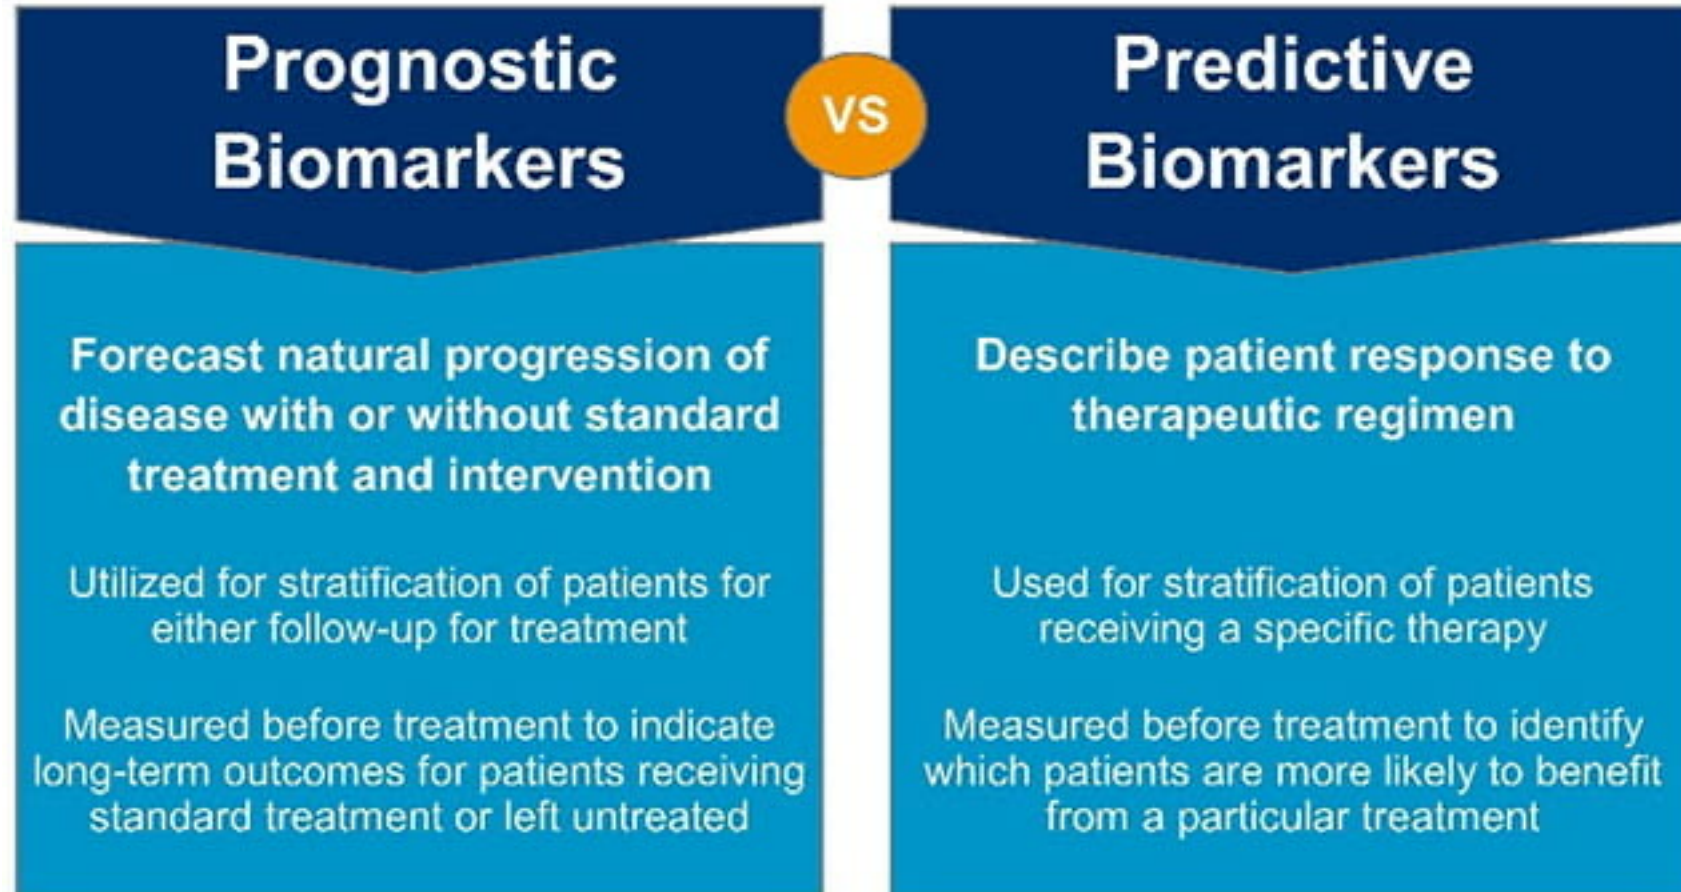 Prognostic
Biomarkers
VS
Predictive
Biomarkers
Forecast natural progression of
disease with or without standard
treatment and intervention
Utilized for stratification of patients for
either follow-up for treatment
Measured before treatment to indicate
long-term outcomes for patients receiving
standard treatment or left untreated
Describe patient response to
therapeutic regimen
Used for stratification of patients
receiving a specific therapy
Measured before treatment to identify
which patients are more likely to benefit
from a particular treatment